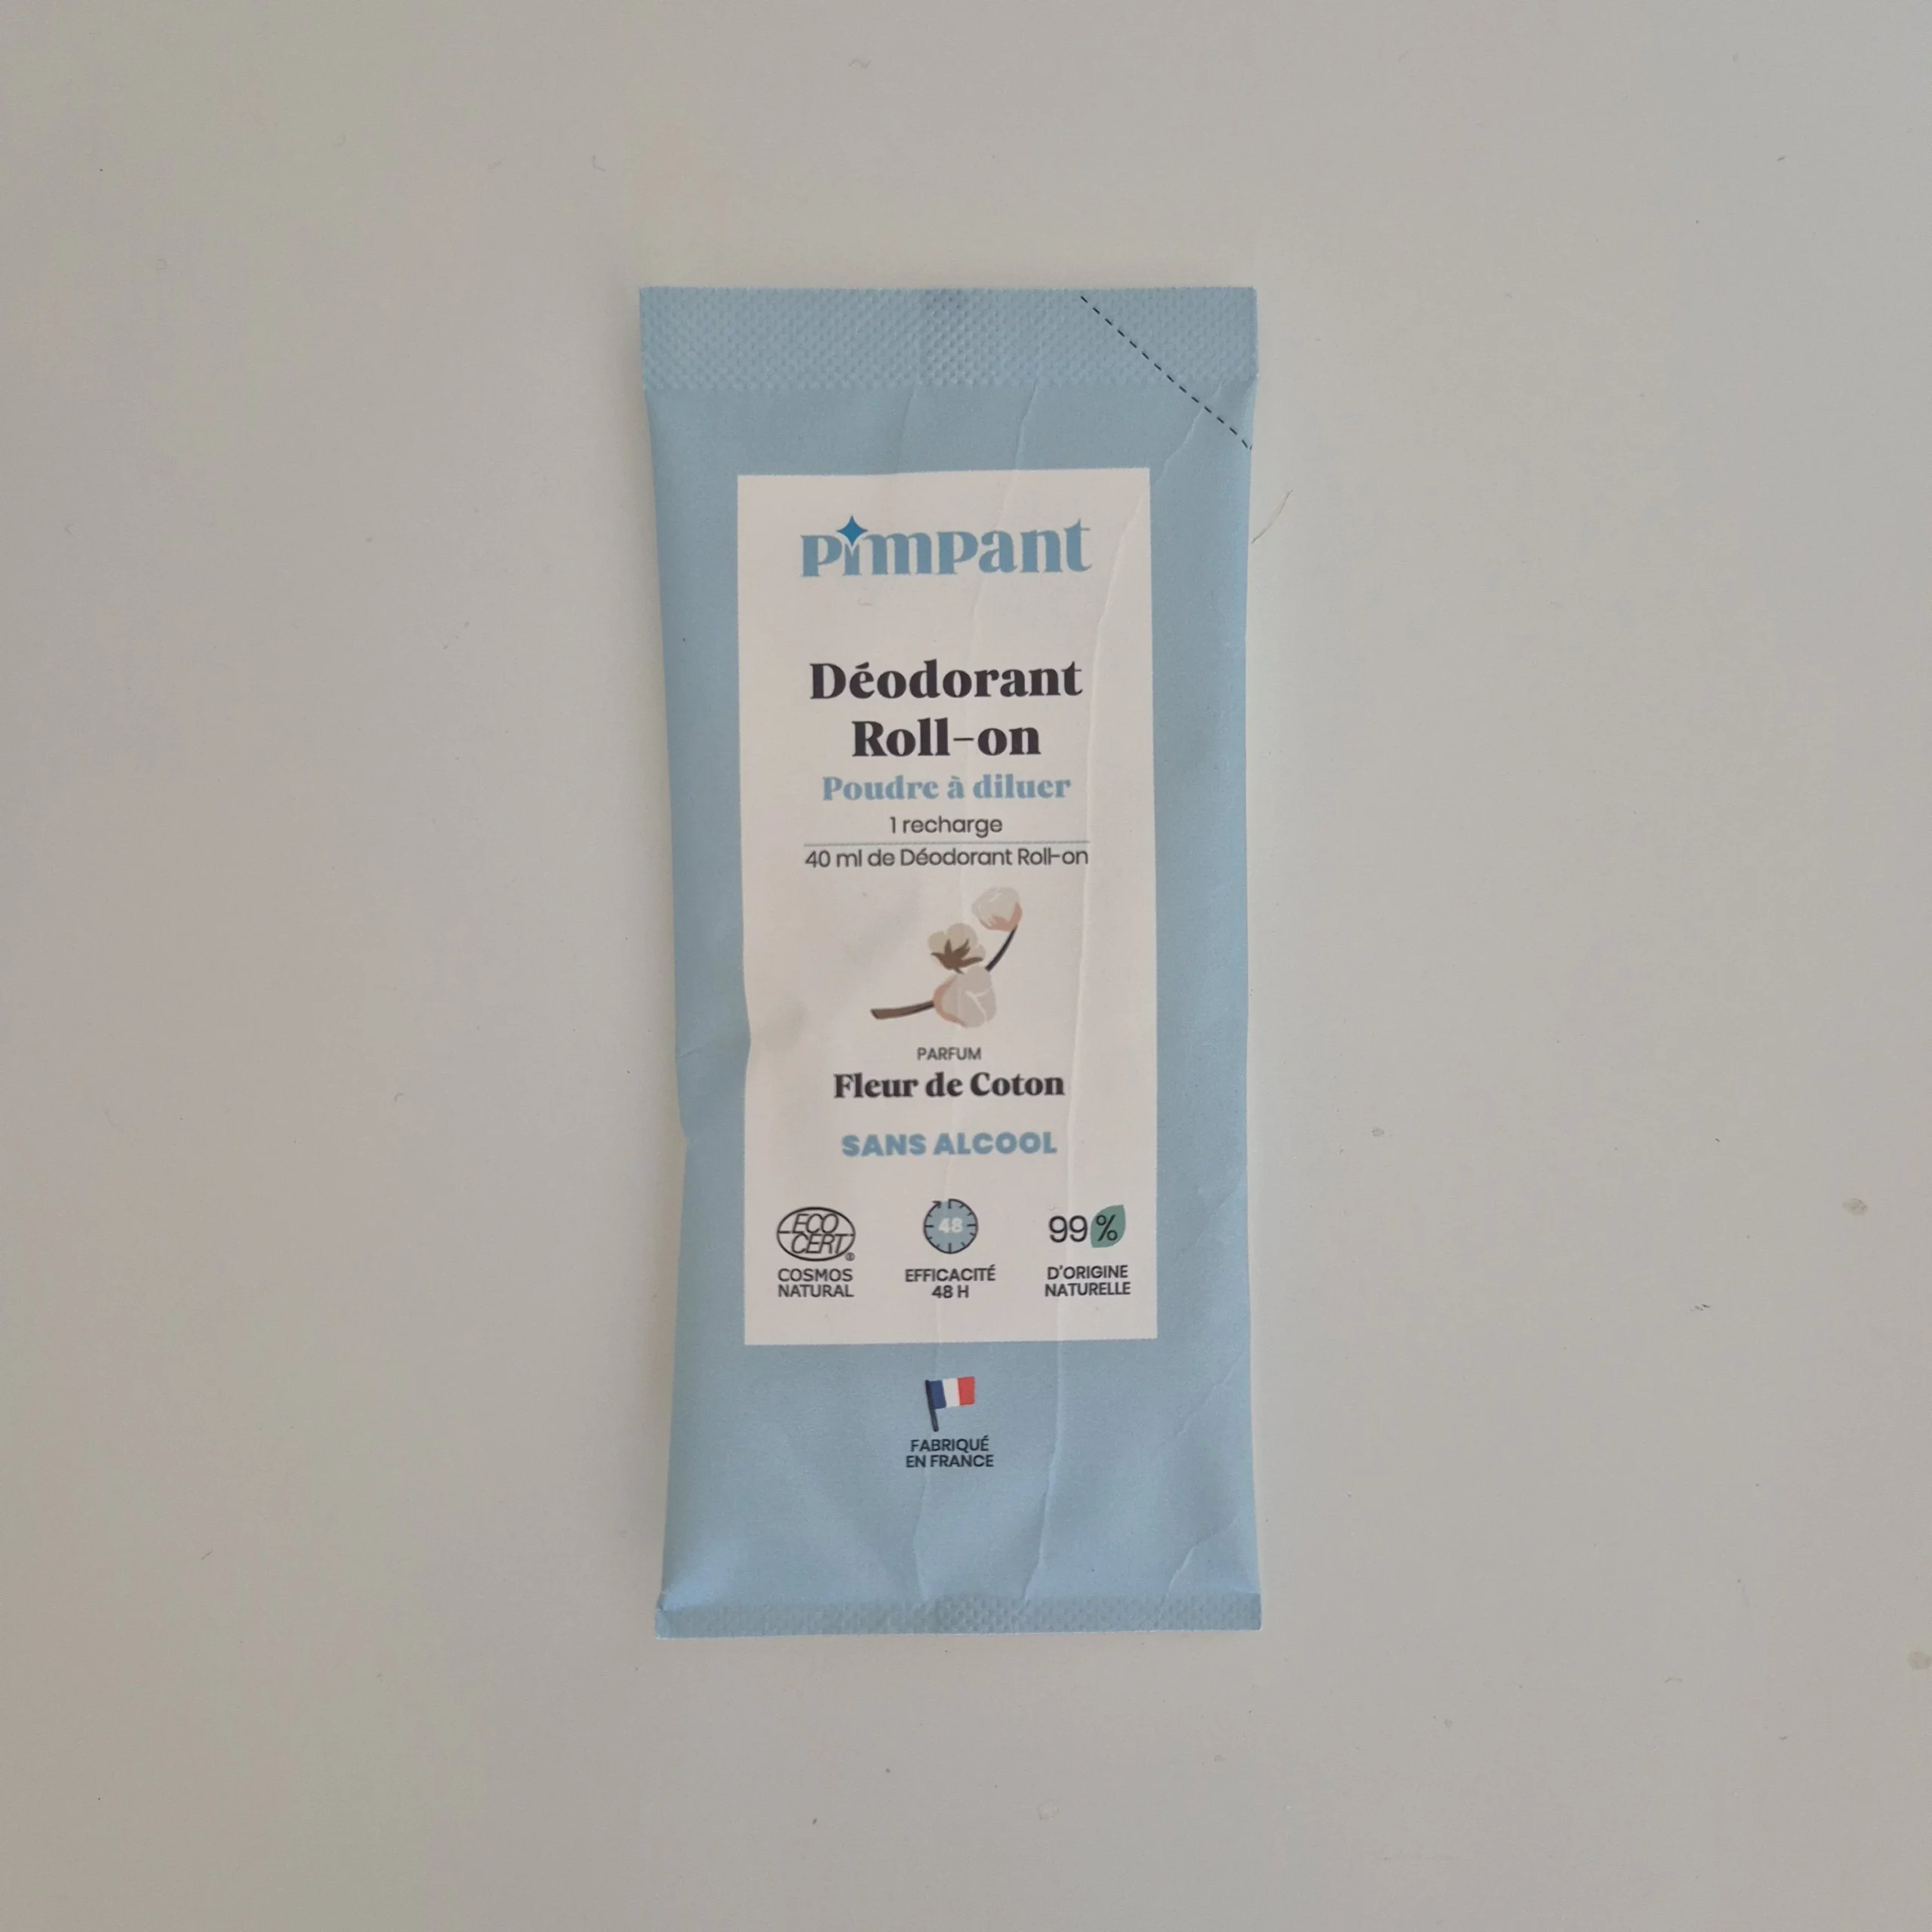 Pimpant
Déodorant
Roll-on
Poudre à diluer
1 recharge
40 ml de Déodorant Roll-on
PARFUM
Fleur de Coton
SANS ALCOOL
ECO
CERT®
COSMOS
NATURAL
48
EFFICACITÉ
48 H
99%
D'ORIGINE
NATURELLE
FABRIQUÉ
EN FRANCE